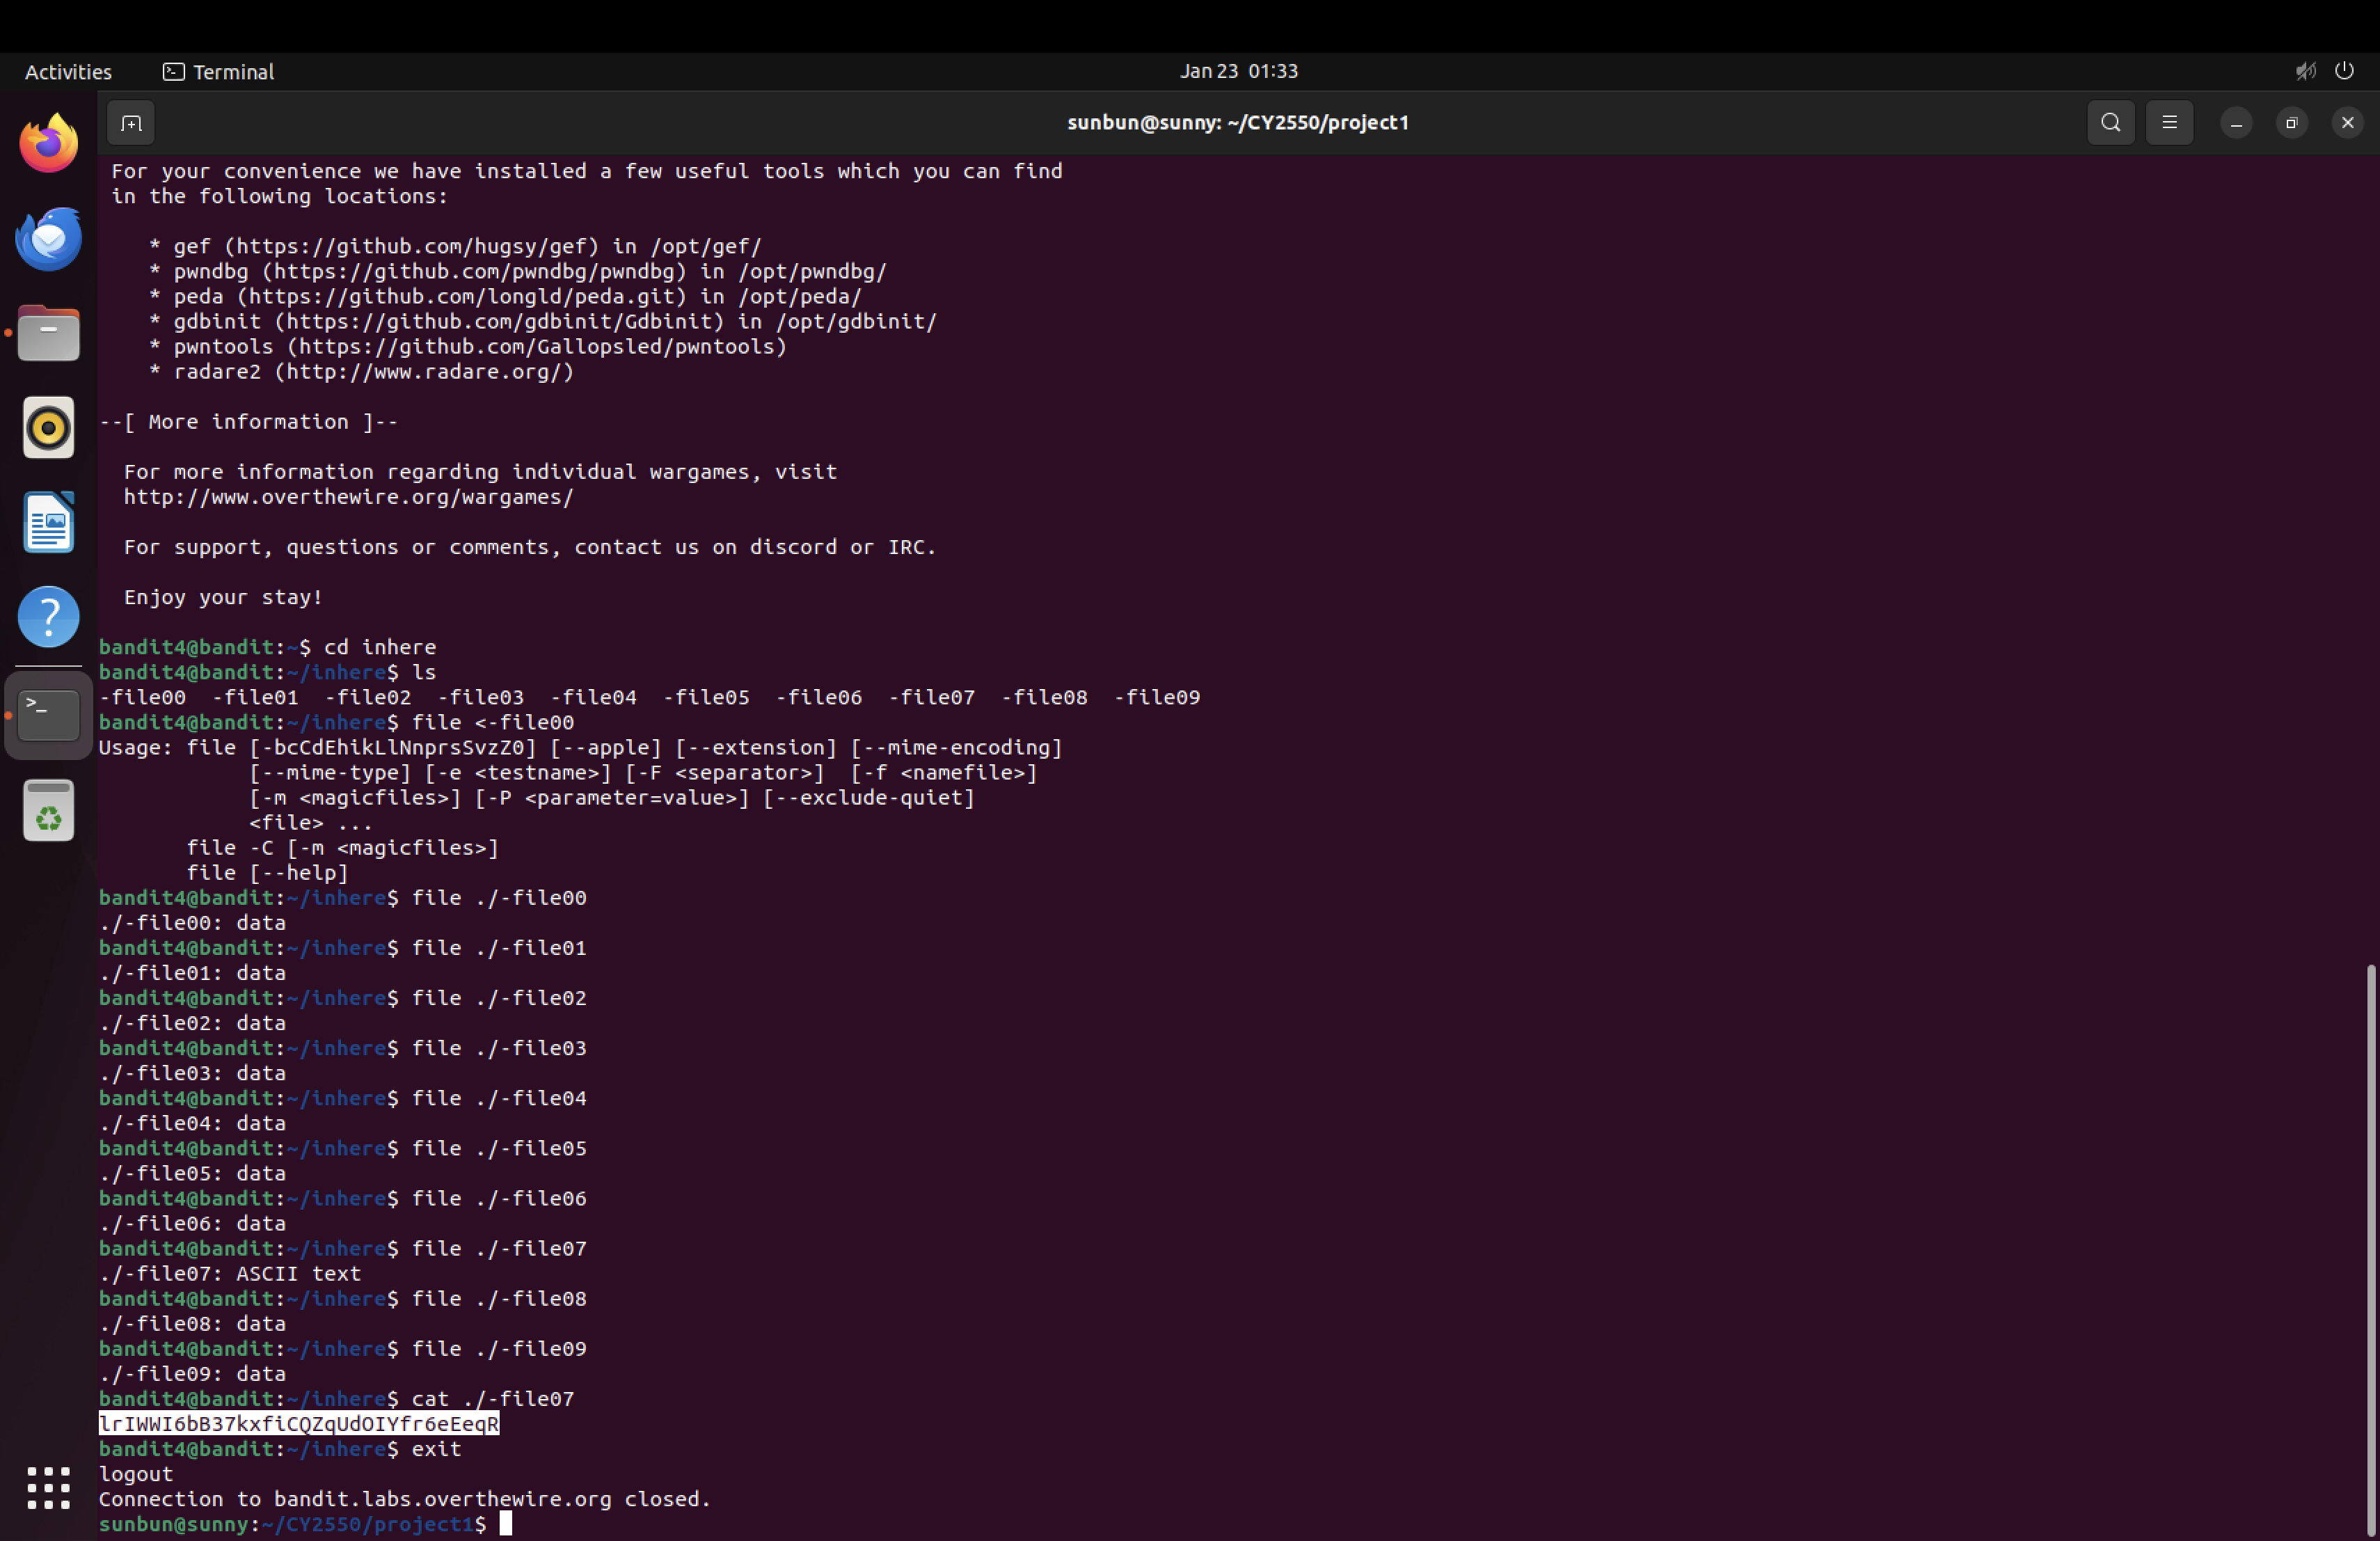 Activities Terminal Jan 23 01:33
sunbun@sunny: ~/CY2550/project1
For your convenience we have installed a few useful tools which you can find
in the following locations:
* gef (https://github.com/hugsy/gef) in /opt/gef/
* pwndbg (https://github.com/pwndbg/pwndbg) in /opt/pwndbg/
* peda (https://github.com/longld/peda.git) in /opt/peda/
* gdbinit (https://github.com/gdbinit/Gdbinit) in /opt/gdbinit/
* pwntools (https://github.com/Gallopsled/pwntools)
* radare2 (http://www.radare.org/)
--[ More information ]--
For more information regarding individual wargames, visit
http://www.overthewire.org/wargames/
For support, questions or comments, contact us on discord or IRC.
Enjoy your stay!
bandit4@bandit:~$ cd inhere
bandit4@bandit:~/inhere$ ls
-file00 -file01 -file02 -file03 -file04 -file05 -file06 -file07 -file08 -file09
bandit4@bandit:~/inhere$ file <-file00
Usage: file [-bcCdEhikLlNnprsSvzZ0] [--apple] [--extension] [--mime-encoding]
[--mime-type] [-e <testname>] [-F <separator>] [-f <namefile>]
[-m <magicfiles>] [-P <parameter=value>] [--exclude-quiet]
<file> ...
file -C [-m <magicfiles>]
file [--help]
bandit4@bandit:~/inhere$ file ./-file00
./-file00: data
bandit4@bandit:~/inhere$ file ./-file01
./-file01: data
bandit4@bandit:~/inhere$ file ./-file02
./-file02: data
bandit4@bandit:~/inhere$ file ./-file03
./-file03: data
bandit4@bandit:~/inhere$ file ./-file04
./-file04: data
bandit4@bandit:~/inhere$ file ./-file05
./-file05: data
bandit4@bandit:~/inhere$ file ./-file06
./-file06: data
bandit4@bandit:~/inhere$ file ./-file07
./-file07: ASCII text
bandit4@bandit:~/inhere$ file ./-file08
./-file08: data
bandit4@bandit:~/inhere$ file ./-file09
./-file09: data
bandit4@bandit:~/inhere$ cat ./-file07
lrIWWI6bB37kxfiCQZqUdOIYfr6eEeqR
bandit4@bandit:~/inhere$ exit
logout
Connection to bandit.labs.overthewire.org closed.
sunbun@sunny:~/CY2550/project1$